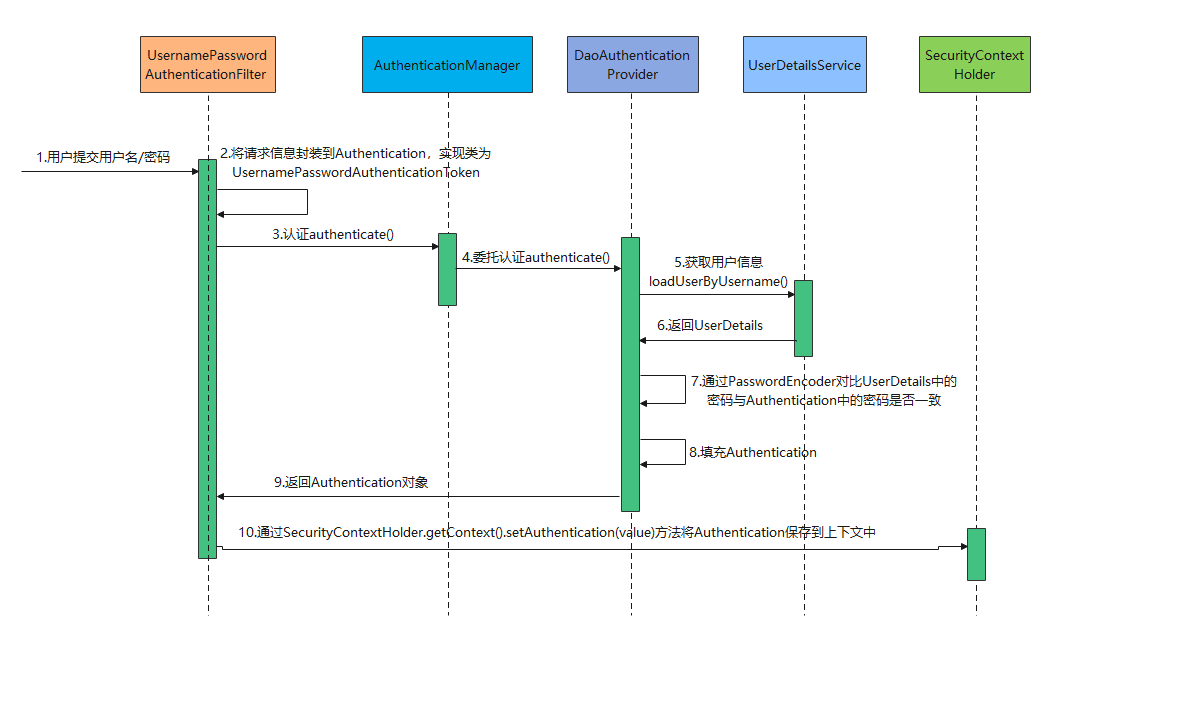 UsernamePassword
AuthenticationFilter
AuthenticationManager
DaoAuthentication
Provider
UserDetailsService
SecurityContext
Holder
1.用户提交用户名/密码
2.将请求信息封装到Authentication，实现类为
UsernamePasswordAuthenticationToken
3.认证authenticate()
4.委托认证authenticate()
5.获取用户信息
loadUserByUsername()
6.返回UserDetails
7.通过PasswordEncoder对比UserDetails中的
密码与Authentication中的密码是否一致
8.填充Authentication
9.返回Authentication对象
10.通过SecurityContextHolder.getContext().setAuthentication(value)方法将Authentication保存到上下文中